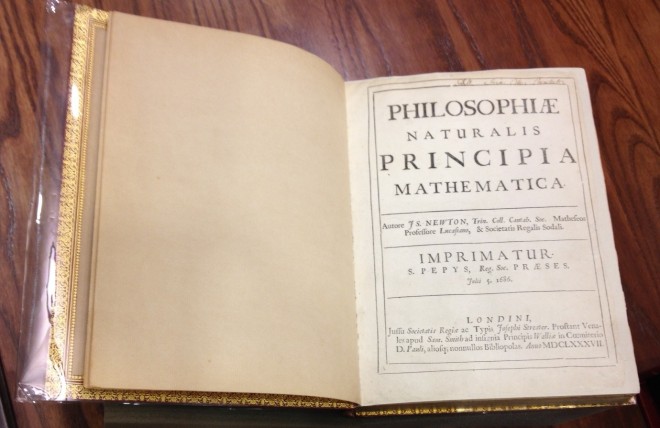 PHILOSOPHIÆ
NATURALIS
PRINCIPIA
MATHEMATICA.
Autore JS. NEWTON, Trin. Coll. Cantab. Soc. Matheseos
Professore Lucasiano, & Societatis Regalis Sodali.
IMPRIMATUR.
S. PEPYS, Reg. Soc. PRÆSES.
Julii 5. 1686.
LONDINI,
Jussu Societatis Regiæ ac Typis Josephi Streater. Prostant Vena-
les apud Sam. Smith ad insignia Principis Walliæ in Coemiterio
D. Pauli, aliosq; nonnullos Bibliopolas. Anno MDCLXXXVII.